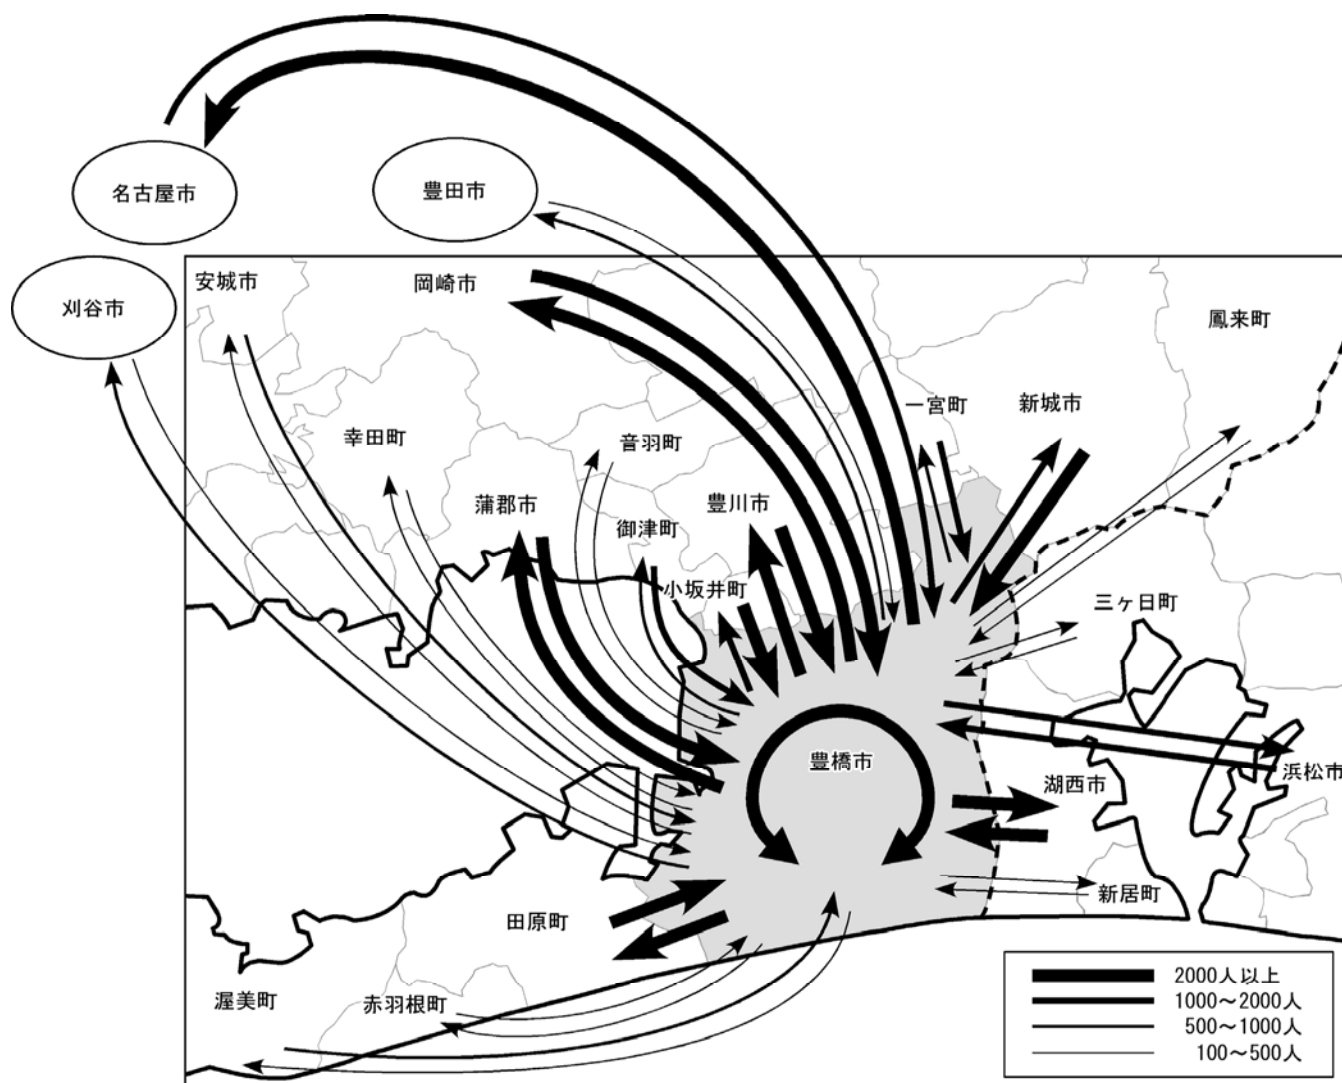 名古屋市
豊田市
刈谷市
安城市
岡崎市
鳳来町
一宮町
新城市
幸田町
音羽町
蒲郡市
豊川市
御津町
小坂井町
三ヶ日町
豊橋市
浜松市
湖西市
新居町
田原町
渥美町
赤羽根町
2000人以上
1000～2000人
500～1000人
100～500人